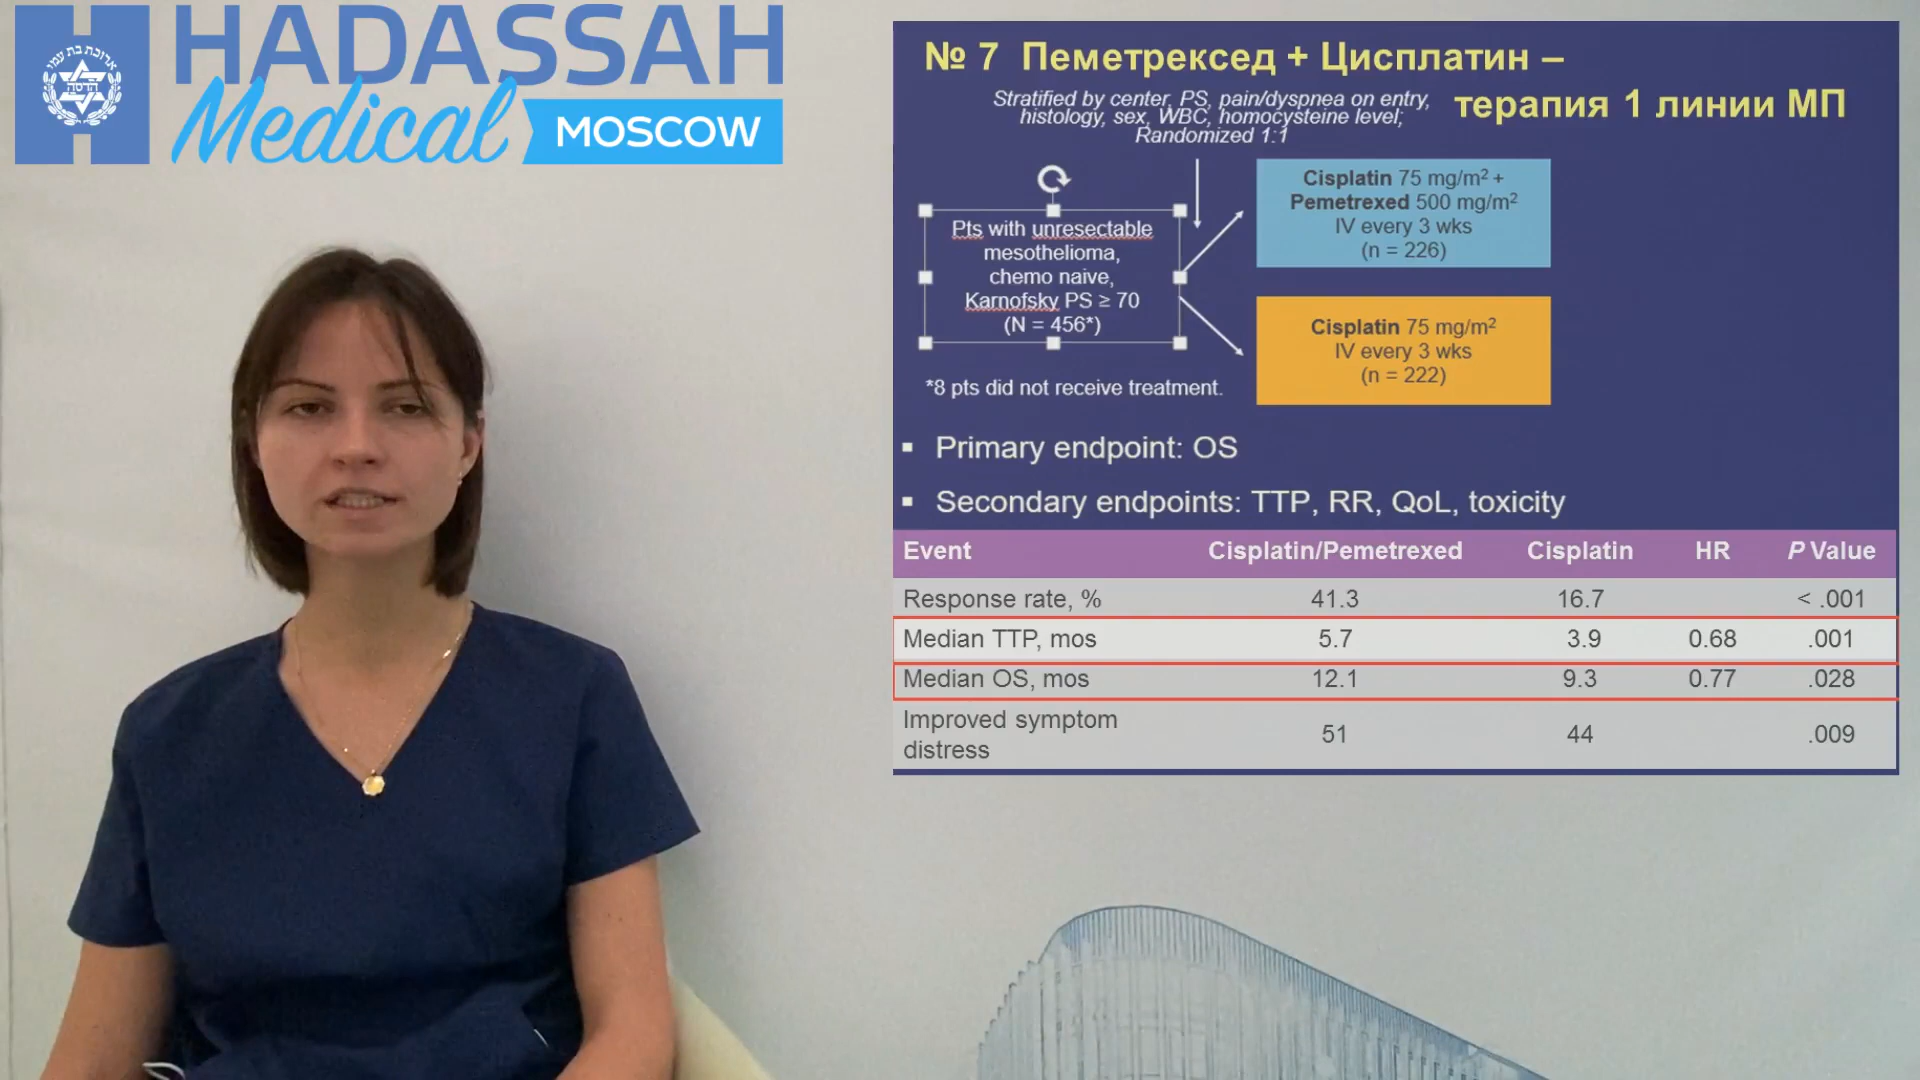 HADASSAH
Medical
MOSCOW
ארוכת בת עמי
הדסה
№ 7 Пеметрексед + Цисплатин –
терапия 1 линии МП
Stratified by center, PS, pain/dyspnea on entry,
histology, sex, WBC, homocysteine level;
Randomized 1:1
Pts with unresectable
mesothelioma,
chemo naive,
Karnofsky PS ≥ 70
(N = 456*)
Cisplatin 75 mg/m² +
Pemetrexed 500 mg/m²
IV every 3 wks
(n = 226)
Cisplatin 75 mg/m²
IV every 3 wks
(n = 222)
*8 pts did not receive treatment.
▪ Primary endpoint: OS
▪ Secondary endpoints: TTP, RR, QoL, toxicity
Event Cisplatin/Pemetrexed Cisplatin HR P Value
Response rate, % 41.3 16.7 < .001
Median TTP, mos 5.7 3.9 0.68 .001
Median OS, mos 12.1 9.3 0.77 .028
Improved symptom
distress 51 44 .009